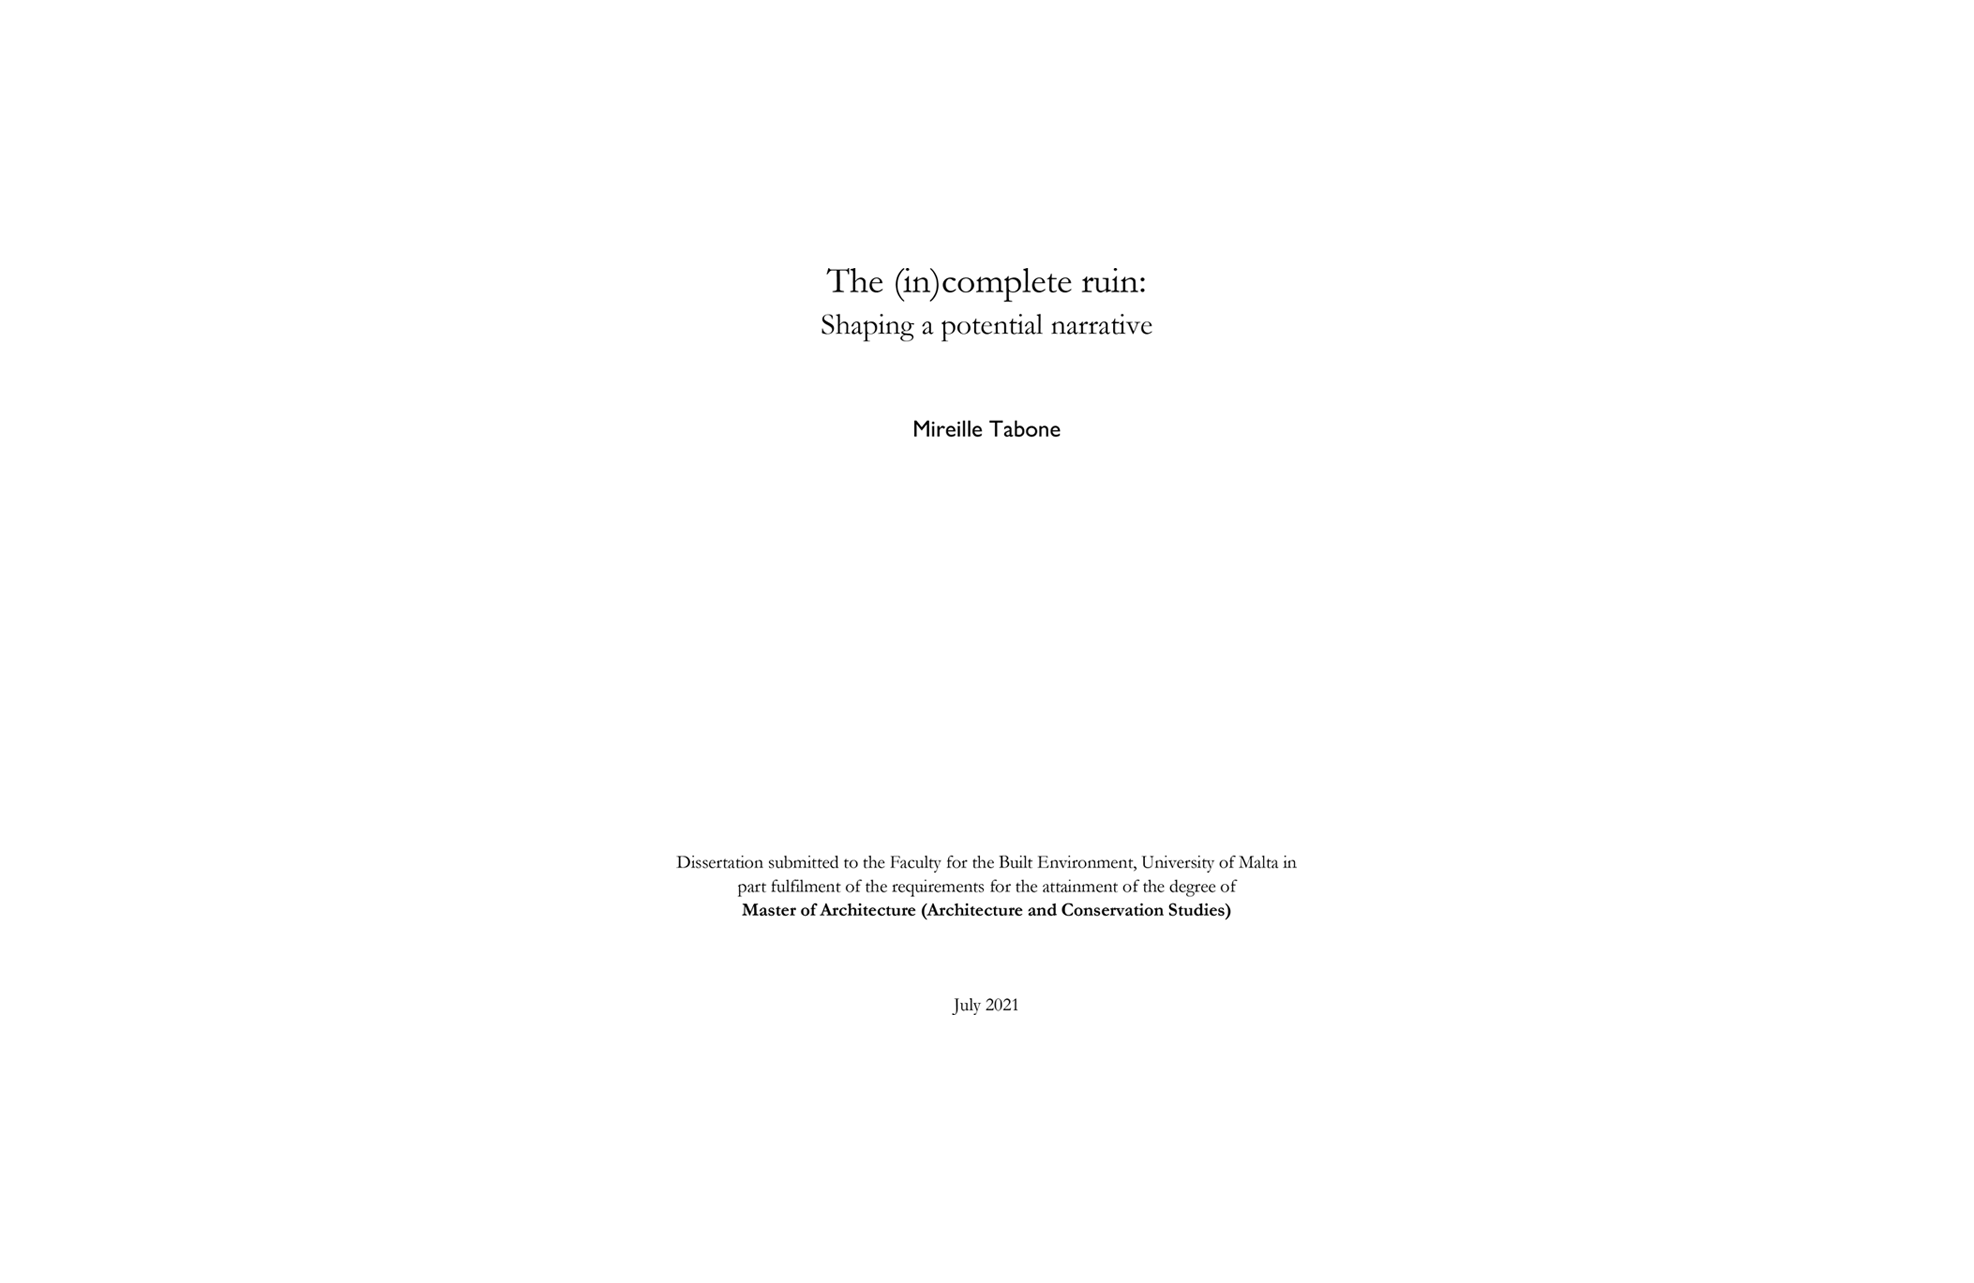 The (in)complete ruin:
Shaping a potential narrative
Mireille Tabone
Dissertation submitted to the Faculty for the Built Environment, University of Malta in
part fulfilment of the requirements for the attainment of the degree of
Master of Architecture (Architecture and Conservation Studies)
July 2021